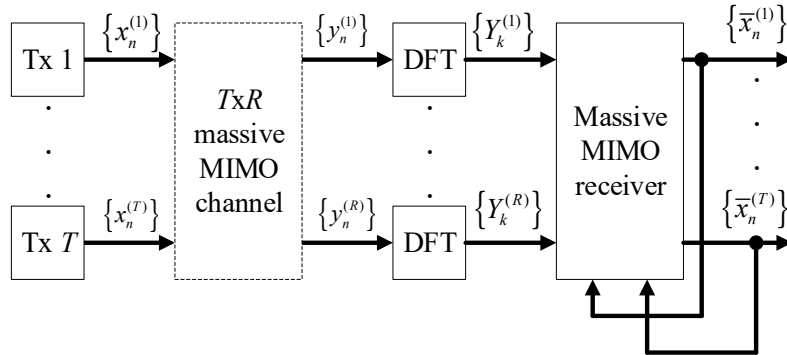 Tx 1
{x_n^{(1)}}
TxR
massive
MIMO
channel
{y_n^{(1)}}
DFT
{Y_k^{(1)}}
Massive
MIMO
receiver
{x̅_n^{(1)}}
Tx T
{x_n^{(T)}}
{y_n^{(R)}}
DFT
{Y_k^{(R)}}
{x̅_n^{(T)}}